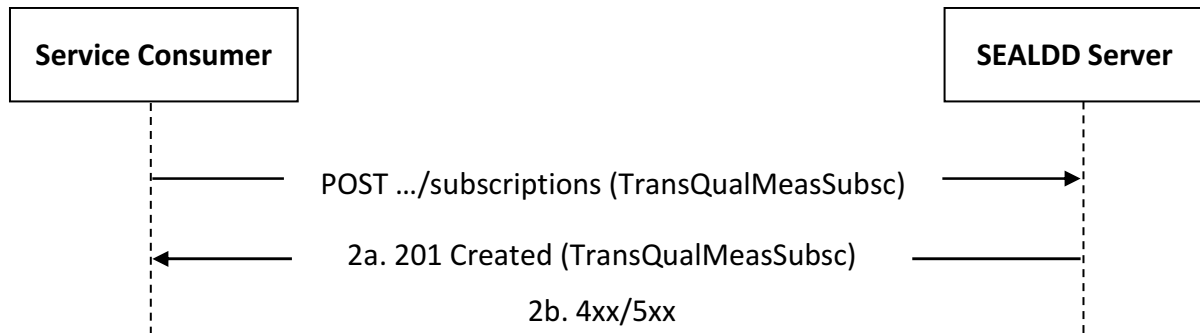 Service Consumer
SEALDD Server
POST …/subscriptions (TransQualMeasSubsc)
2a. 201 Created (TransQualMeasSubsc)
2b. 4xx/5xx